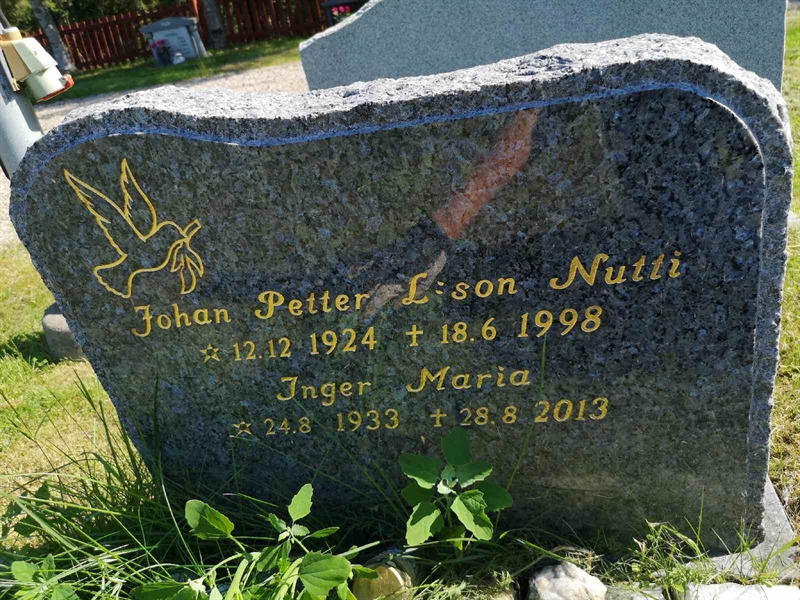 Johan Petter L:son Nutti
☆ 12.12 1924 ✝ 18.6 1998
Inger Maria
☆ 24.8 1933 ✝ 28.8 2013